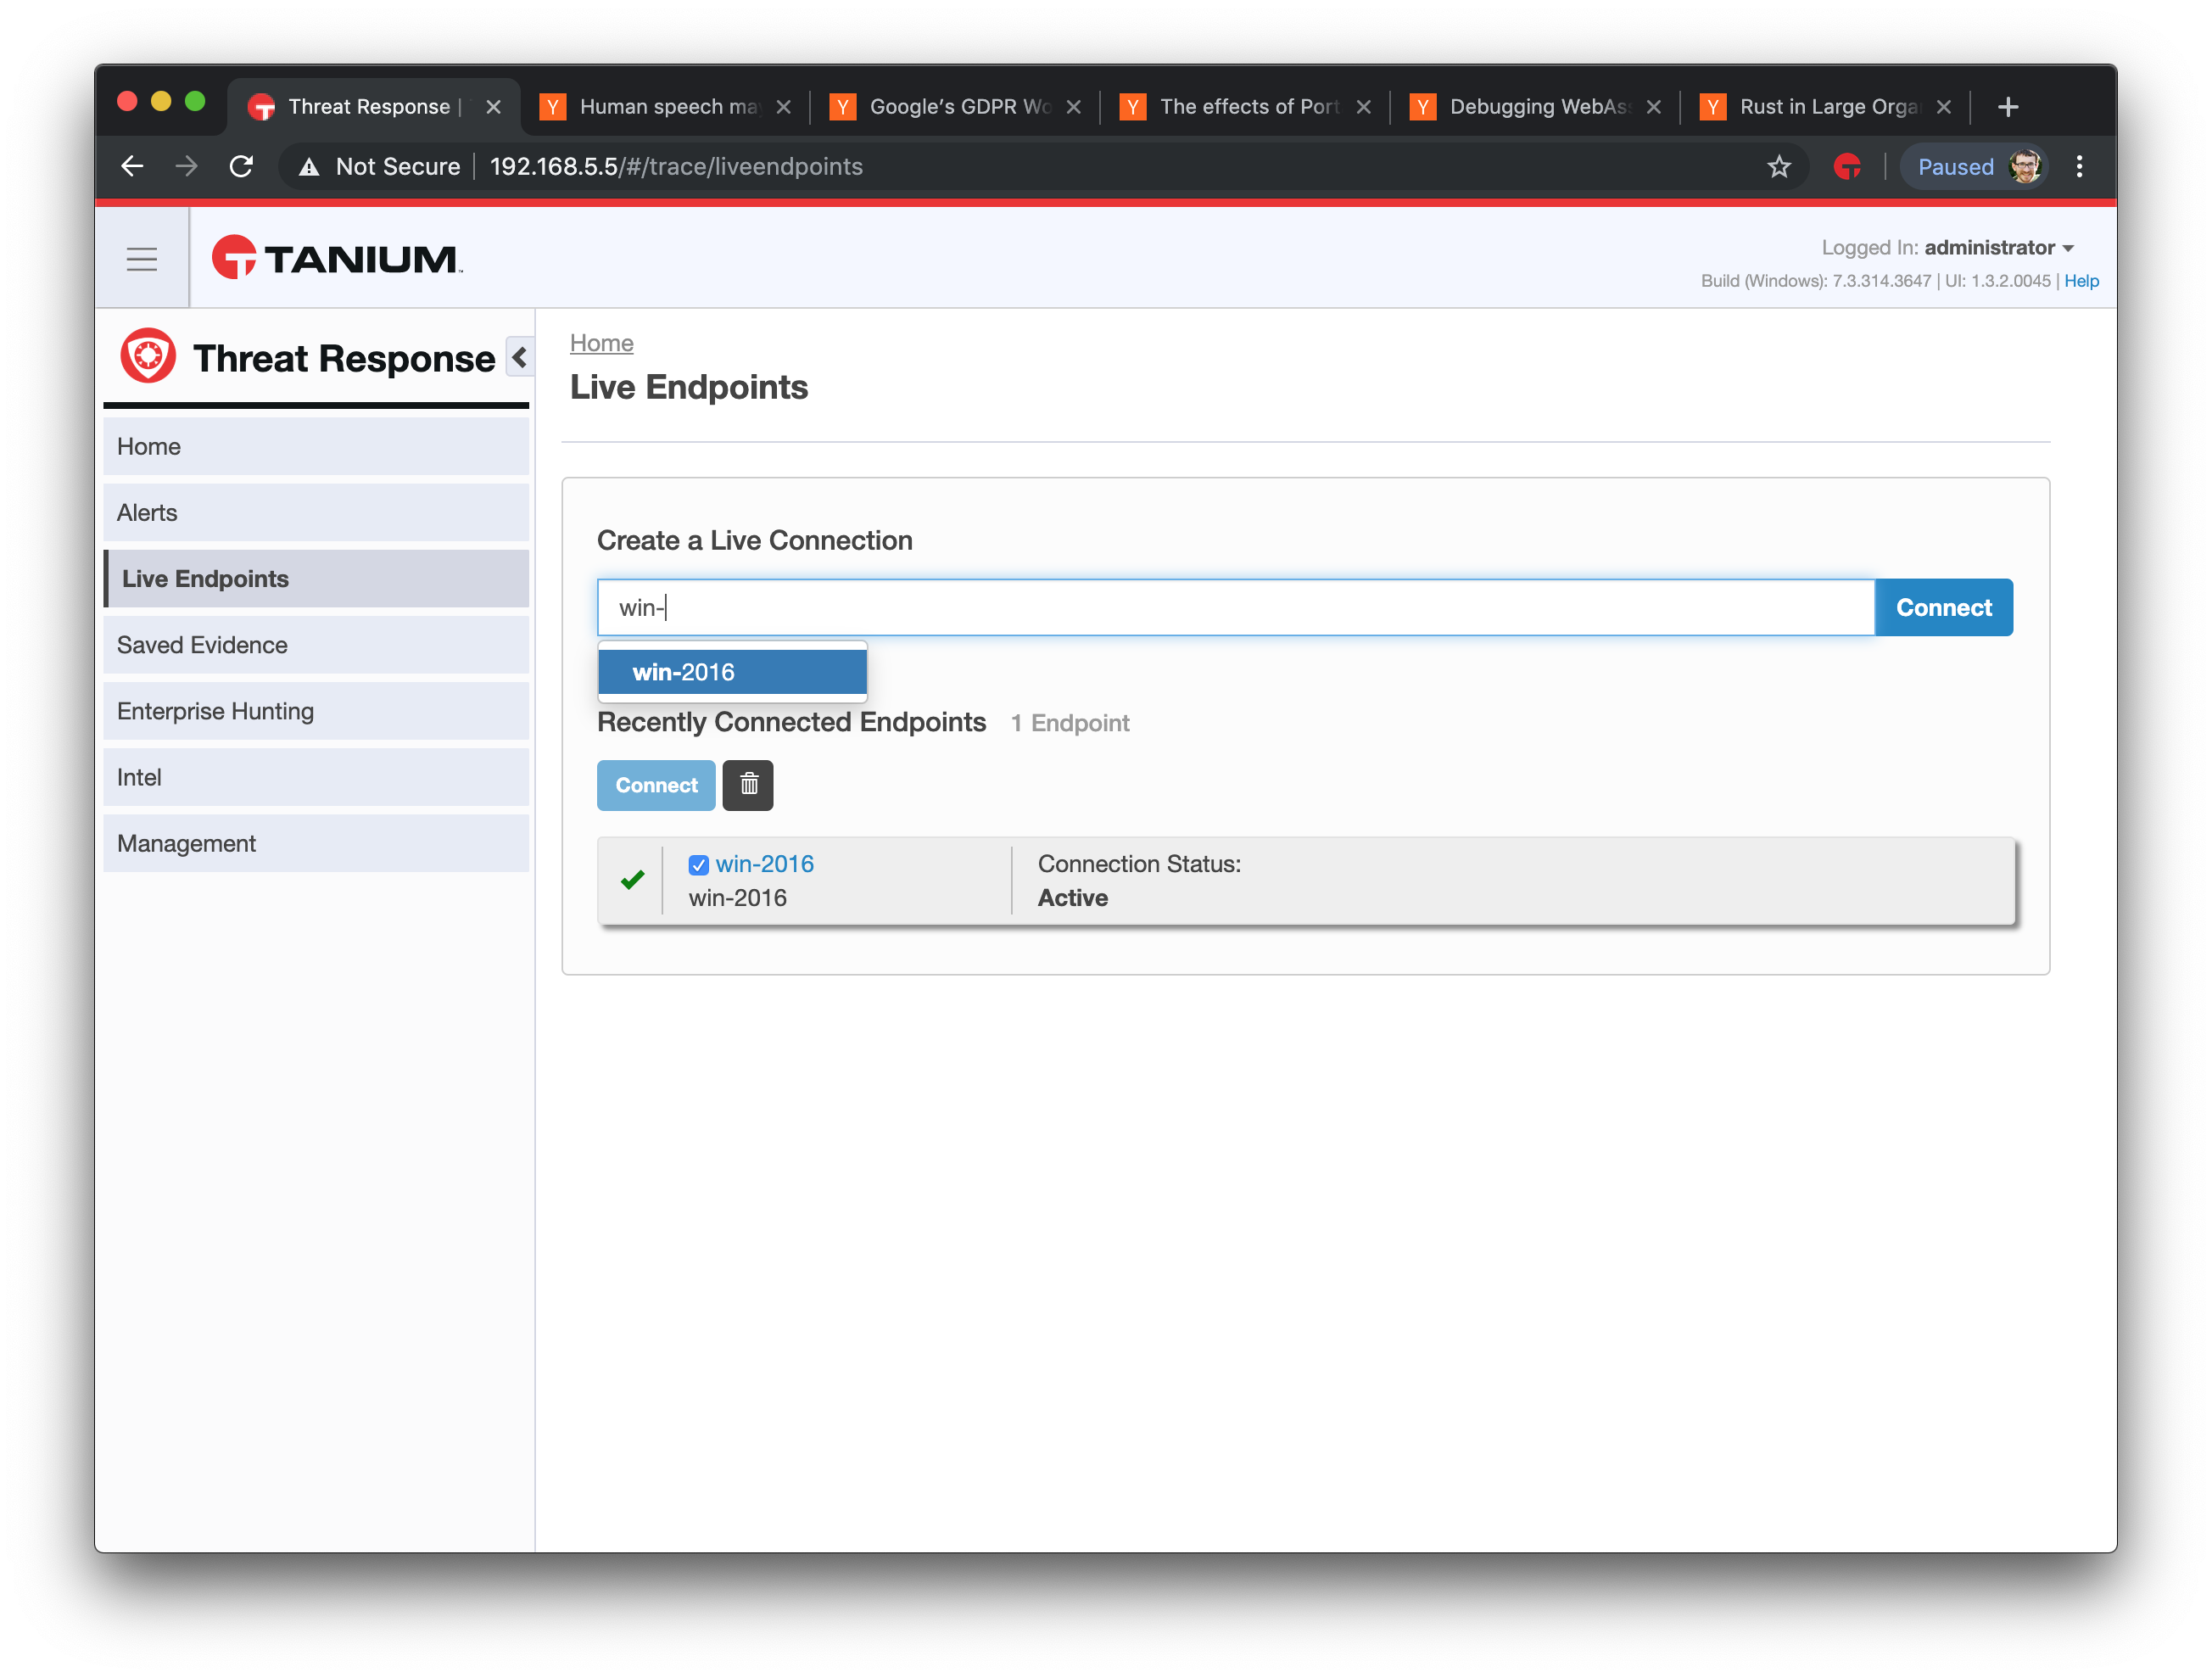 Threat Response |
Y Human speech may
Y Google's GDPR Wo
Y The effects of Port
Y Debugging WebAss
Y Rust in Large Orga
Not Secure 192.168.5.5/#/trace/liveendpoints
Paused
TANIUM
Logged In: administrator
Build (Windows): 7.3.314.3647 | UI: 1.3.2.0045 | Help
Threat Response
Home
Alerts
Live Endpoints
Saved Evidence
Enterprise Hunting
Intel
Management
Home
Live Endpoints
Create a Live Connection
win-
Connect
win-2016
Recently Connected Endpoints 1 Endpoint
Connect
win-2016
win-2016
Connection Status:
Active